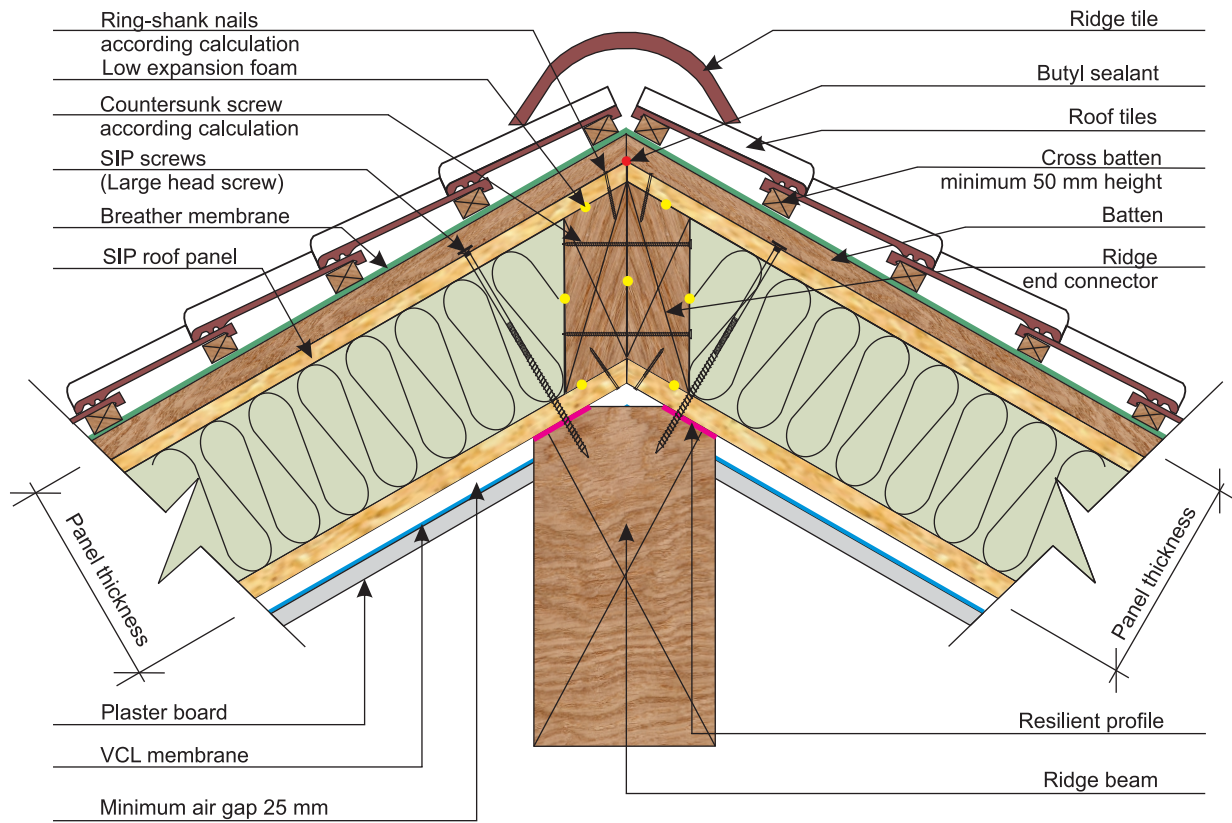 Ring-shank nails
according calculation
Low expansion foam
Countersunk screw
according calculation
SIP screws
(Large head screw)
Breather membrane
SIP roof panel
Ridge tile
Butyl sealant
Roof tiles
Cross batten
minimum 50 mm height
Batten
Ridge
end connector
Panel thickness
Panel thickness
Plaster board
VCL membrane
Minimum air gap 25 mm
Resilient profile
Ridge beam